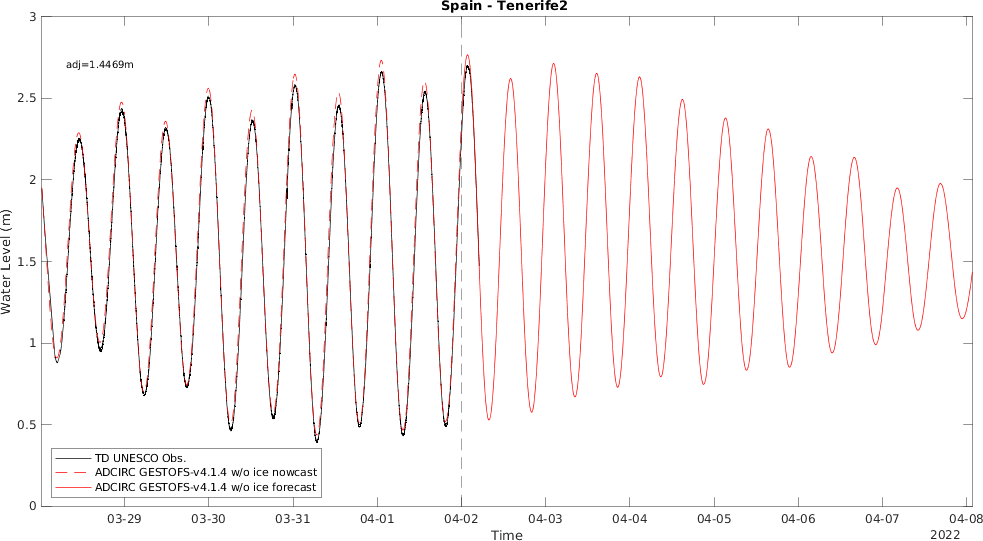 Spain - Tenerife2
adj=1.4469m
3
2.5
2
1.5
1
0.5
0
Water Level (m)
TD UNESCO Obs.
ADCIRC GESTOFS-v4.1.4 w/o ice nowcast
ADCIRC GESTOFS-v4.1.4 w/o ice forecast
03-29 03-30 03-31 04-01 04-02 04-03 04-04 04-05 04-06 04-07 04-08
Time
2022